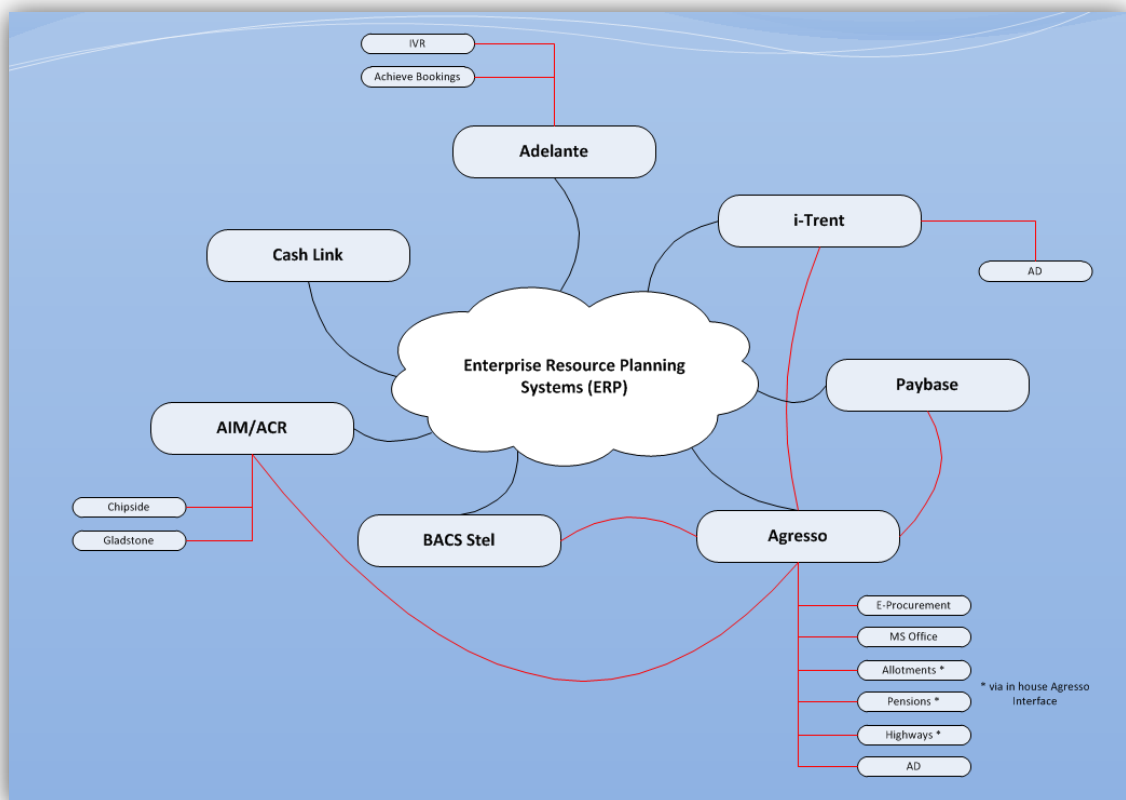 IVR
Achieve Bookings
Adelante
i-Trent
AD
Cash Link
Enterprise Resource Planning
Systems (ERP)
Paybase
AIM/ACR
Chipside
Gladstone
BACS Stel
Agresso
E-Procurement
MS Office
Allotments *
Pensions *
Highways *
AD
* via in house Agresso
Interface